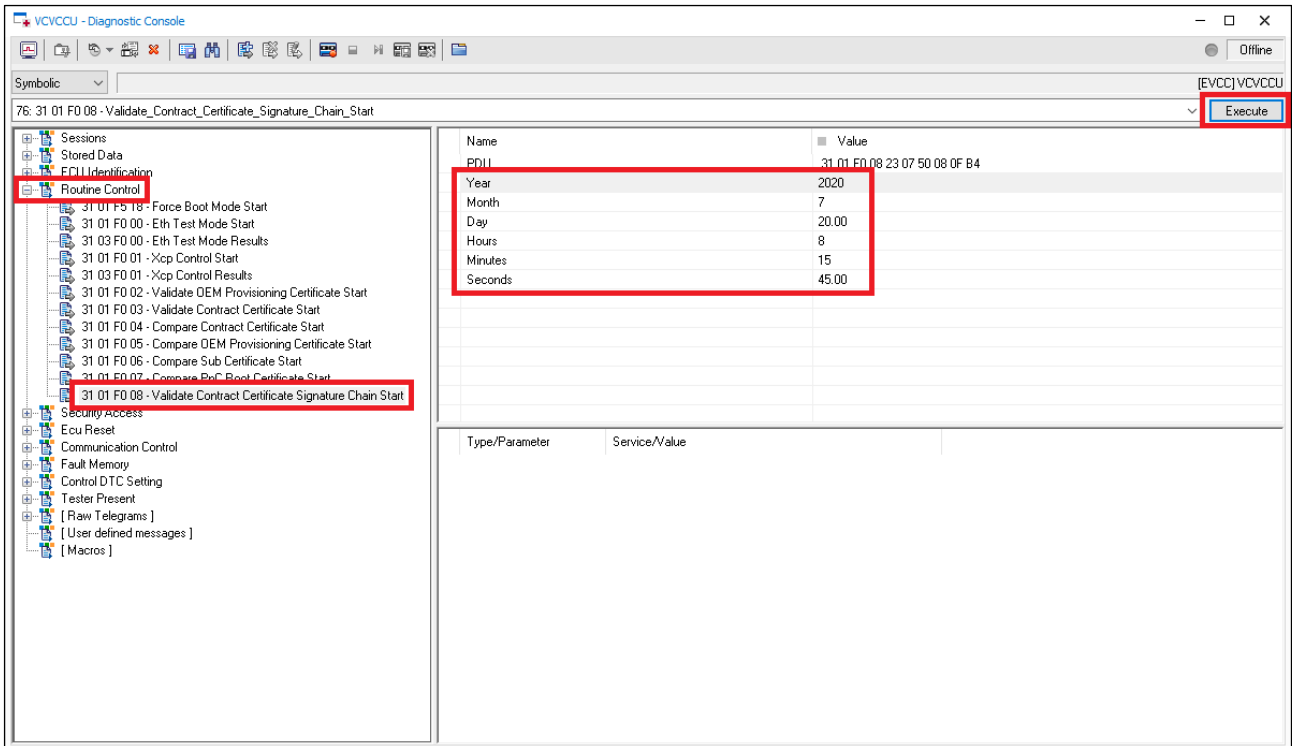 VCVCCU - Diagnostic Console
Offline
Symbolic
[EVCC] VCVCCU
76: 31 01 F0 08 - Validate_Contract_Certificate_Signature_Chain_Start
Execute
Sessions
Stored Data
ECU Identification
Routine Control
31 01 F5 18 - Force Boot Mode Start
31 01 F0 00 - Eth Test Mode Start
31 03 F0 00 - Eth Test Mode Results
31 01 F0 01 - Xcp Control Start
31 03 F0 01 - Xcp Control Results
31 01 F0 02 - Validate OEM Provisioning Certificate Start
31 01 F0 03 - Validate Contract Certificate Start
31 01 F0 04 - Compare Contract Certificate Start
31 01 F0 05 - Compare OEM Provisioning Certificate Start
31 01 F0 06 - Compare Sub Certificate Start
31 01 F0 07 - Compare PnC Root Certificate Start
31 01 F0 08 - Validate Contract Certificate Signature Chain Start
Security Access
Ecu Reset
Communication Control
Fault Memory
Control DTC Setting
Tester Present
[ Raw Telegrams ]
[ User defined messages ]
[ Macros ]
Name Value
PDU 31 01 F0 08 23 07 50 08 0F B4
Year 2020
Month 7
Day 20.00
Hours 8
Minutes 15
Seconds 45.00
Type/Parameter Service/Value